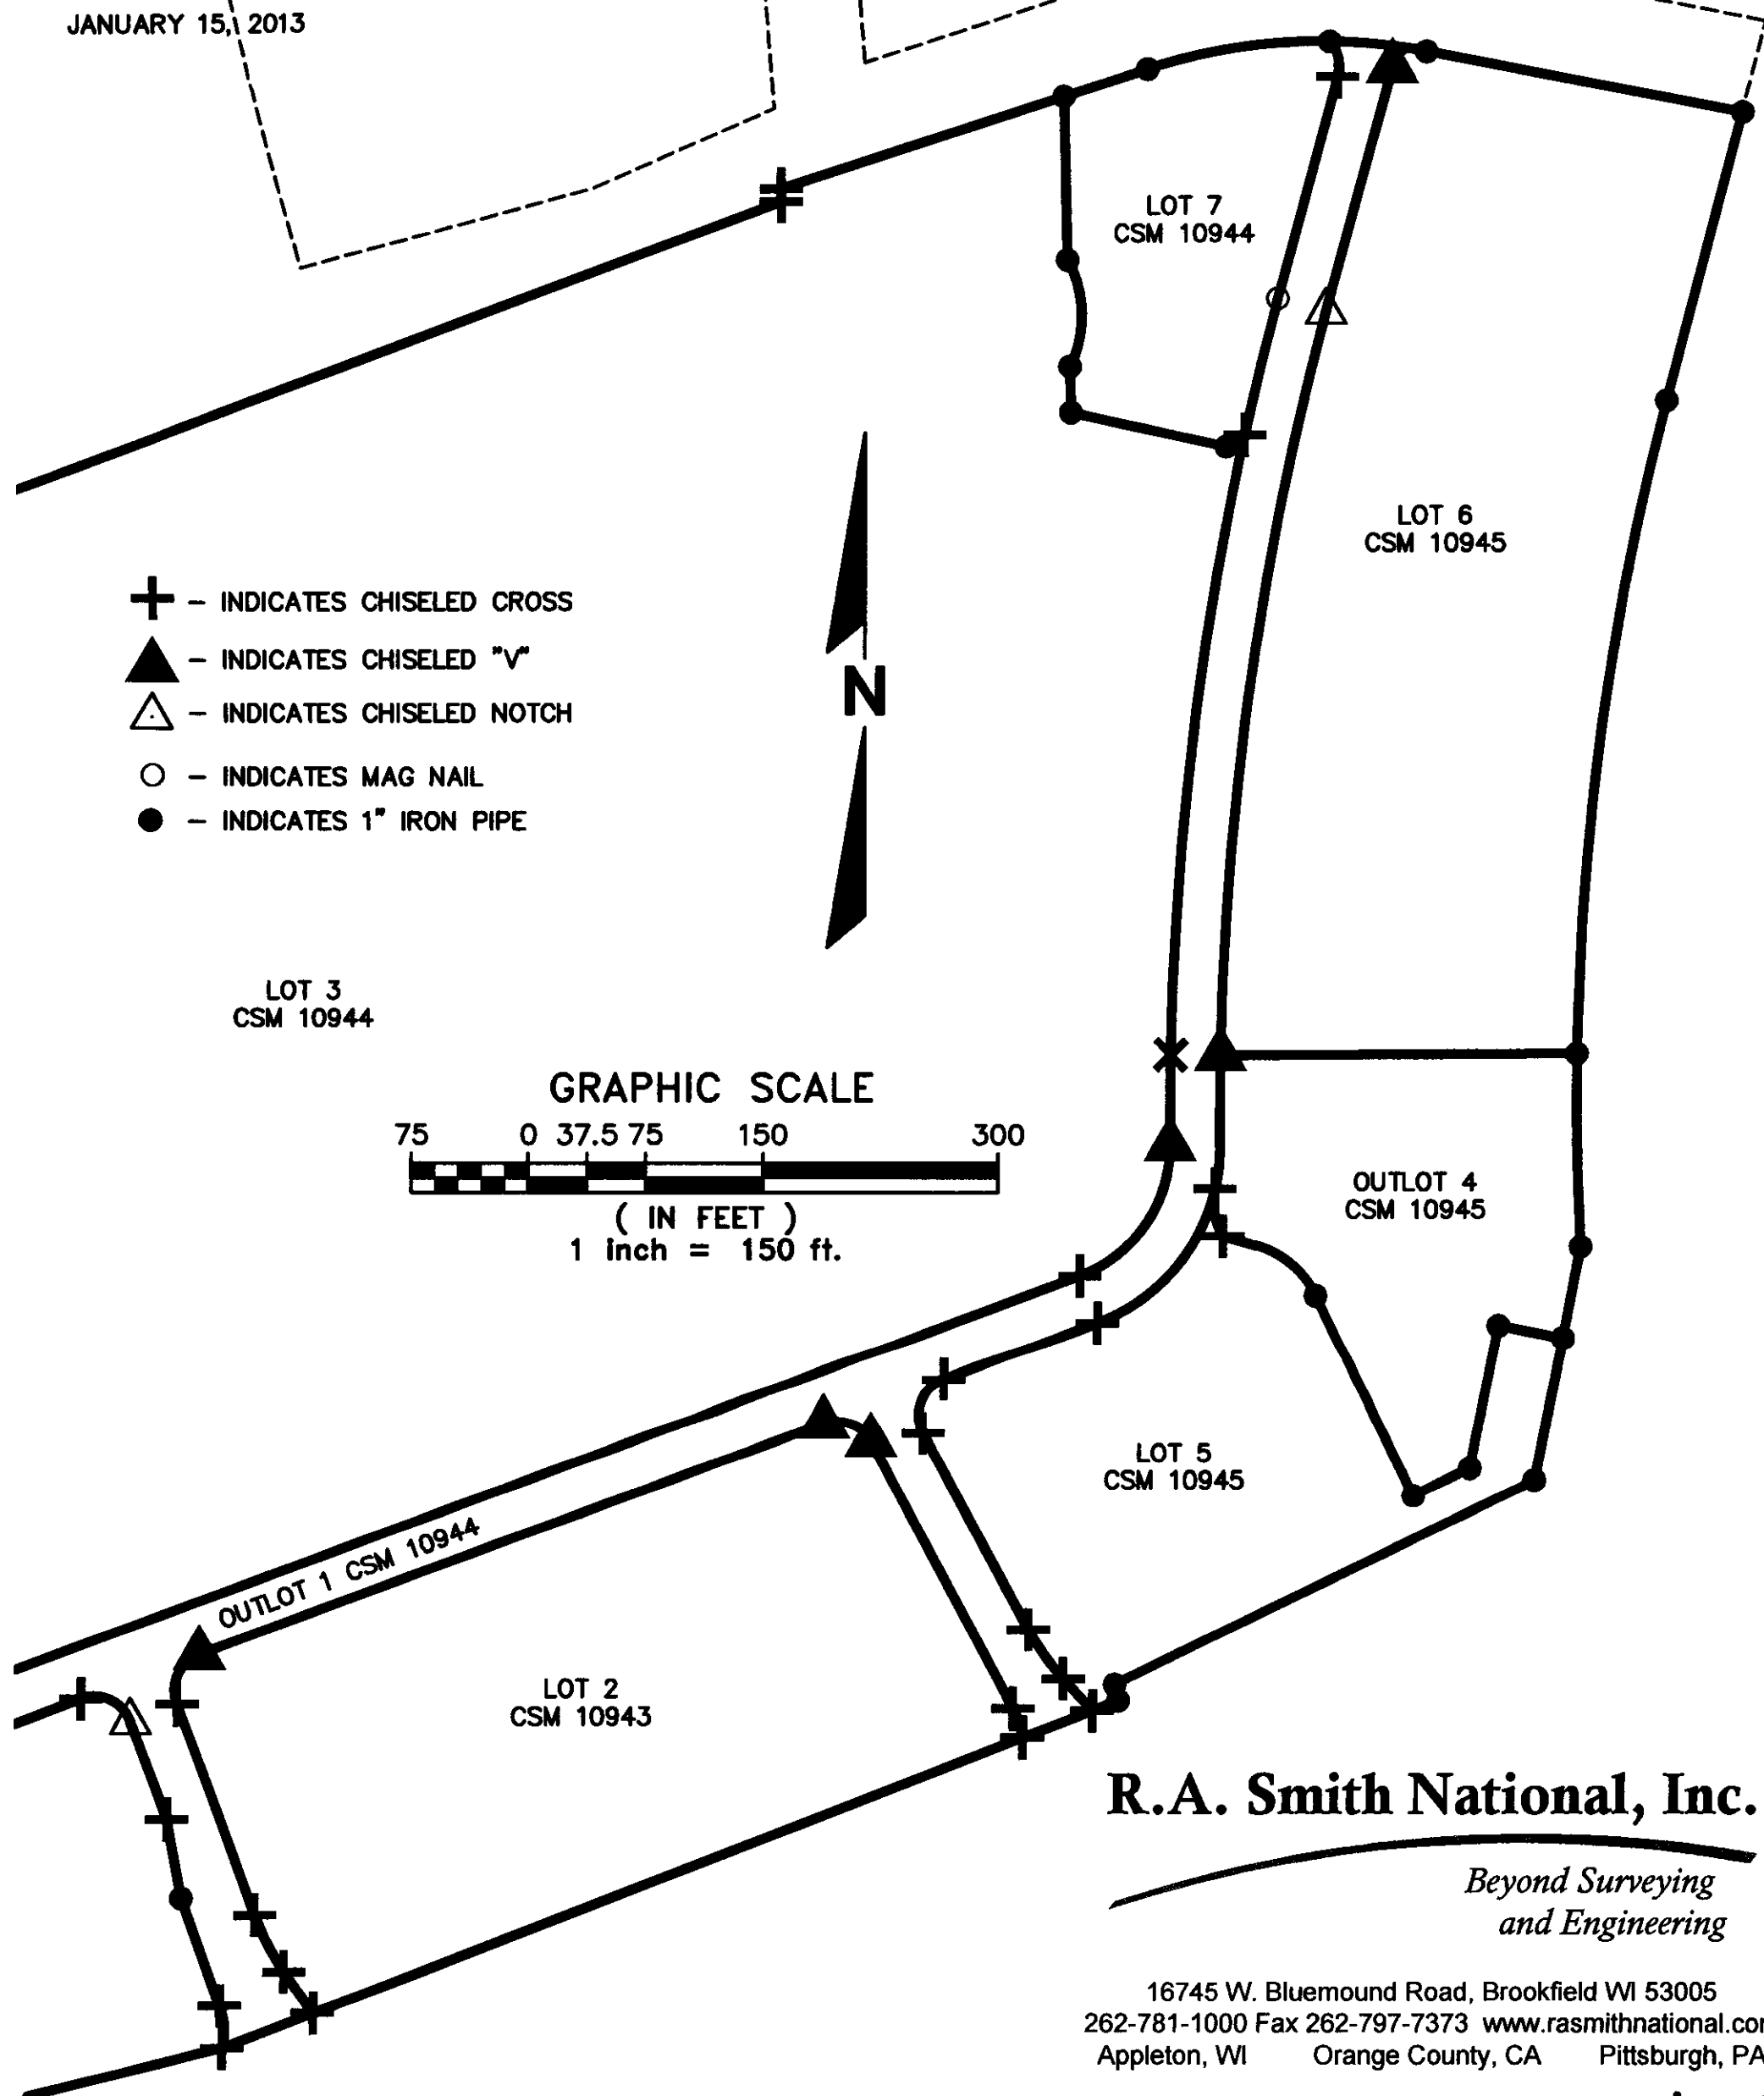 JANUARY 15, 2013
LOT 7
CSM 10944
LOT 6
CSM 10945
– INDICATES CHISELED CROSS
– INDICATES CHISELED "V"
– INDICATES CHISELED NOTCH
– INDICATES MAG NAIL
– INDICATES 1" IRON PIPE
N
LOT 3
CSM 10944
GRAPHIC SCALE
75 0 37.5 75 150 300
( IN FEET )
1 inch = 150 ft.
OUTLOT 4
CSM 10945
LOT 5
CSM 10945
OUTLOT 1 CSM 10944
LOT 2
CSM 10943
R.A. Smith National, Inc.
Beyond Surveying
and Engineering
16745 W. Bluemound Road, Brookfield WI 53005
262-781-1000 Fax 262-797-7373 www.rasmithnational.com
Appleton, WI Orange County, CA Pittsburgh, PA